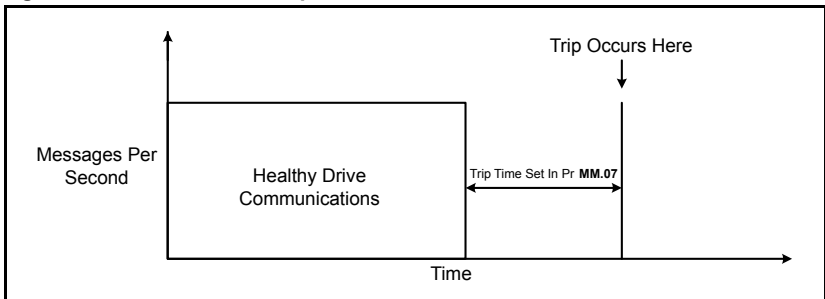 Trip Occurs Here
Messages Per
Second
Healthy Drive
Communications
Trip Time Set In Pr MM.07
Time